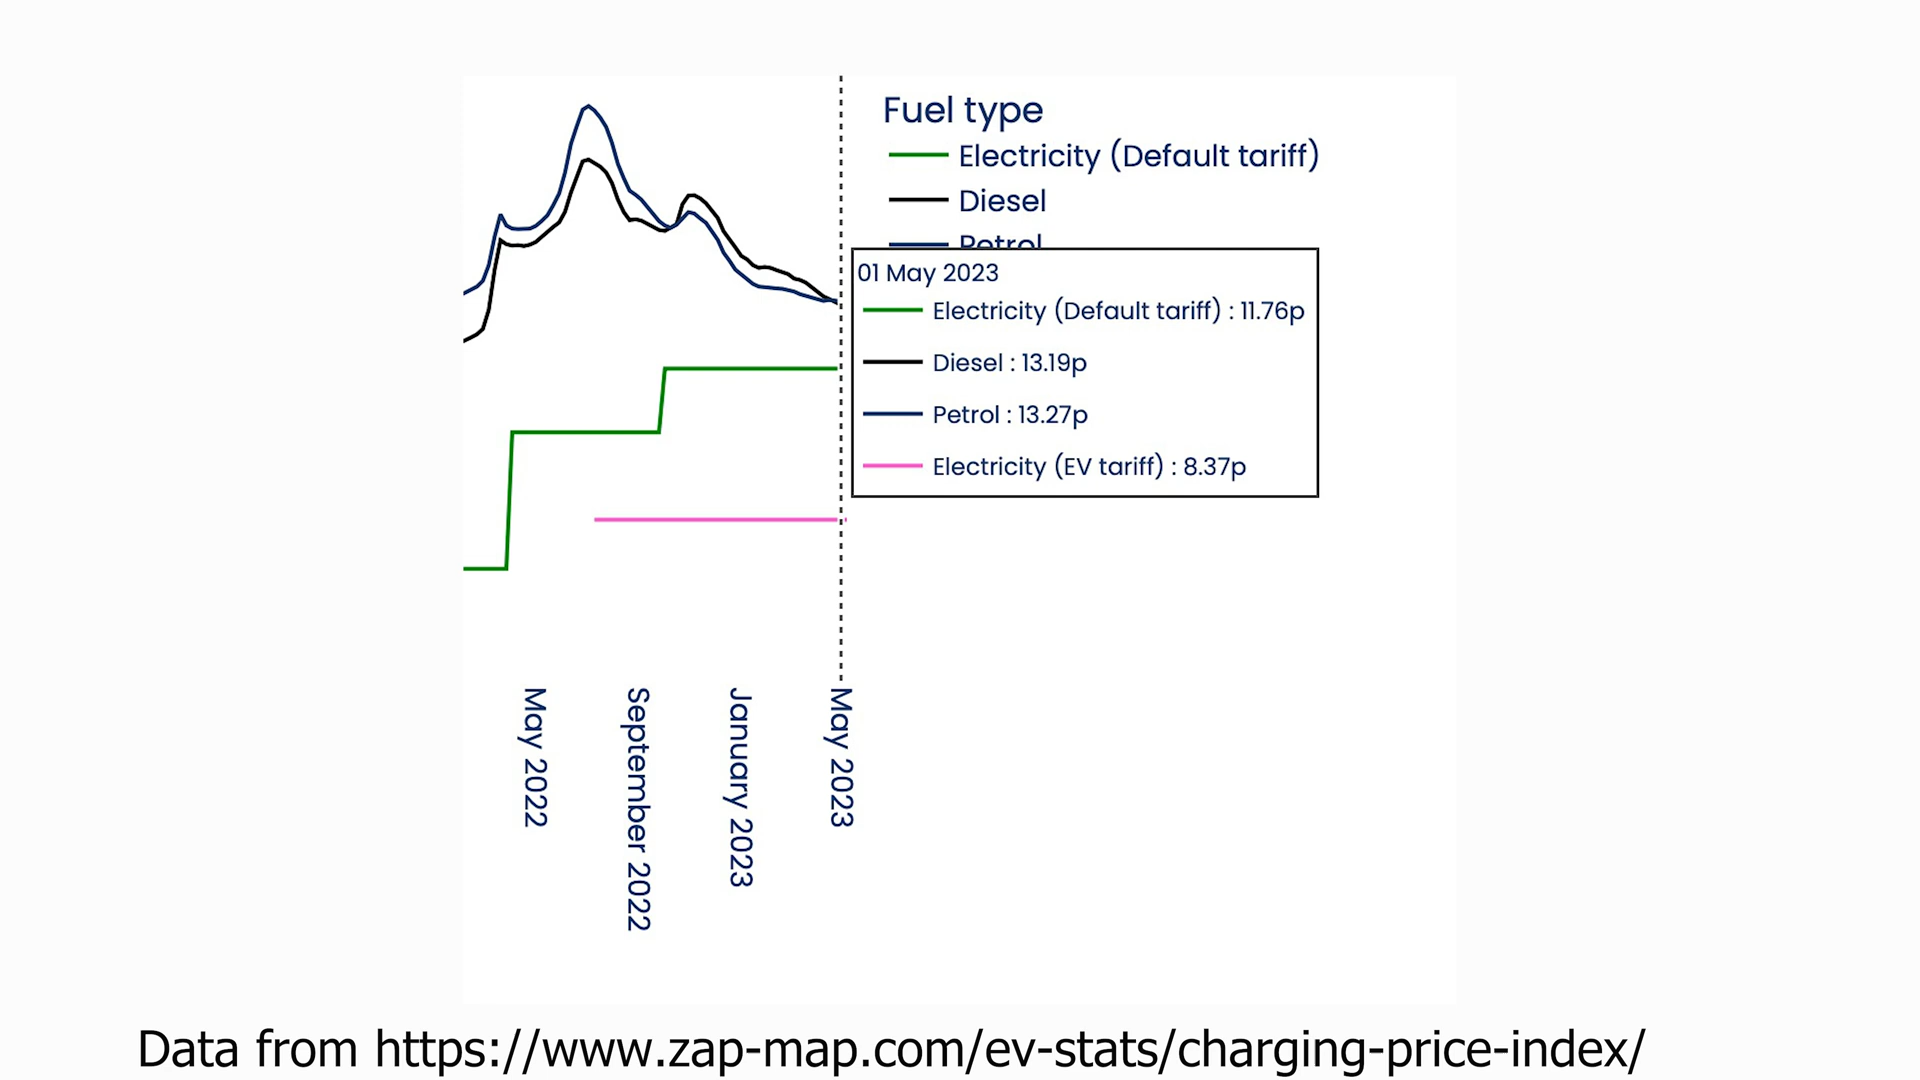 Fuel type
Electricity (Default tariff)
Diesel
Petrol
01 May 2023
Electricity (Default tariff) : 11.76p
Diesel : 13.19p
Petrol : 13.27p
Electricity (EV tariff) : 8.37p
May 2022
September 2022
January 2023
May 2023
Data from https://www.zap-map.com/ev-stats/charging-price-index/